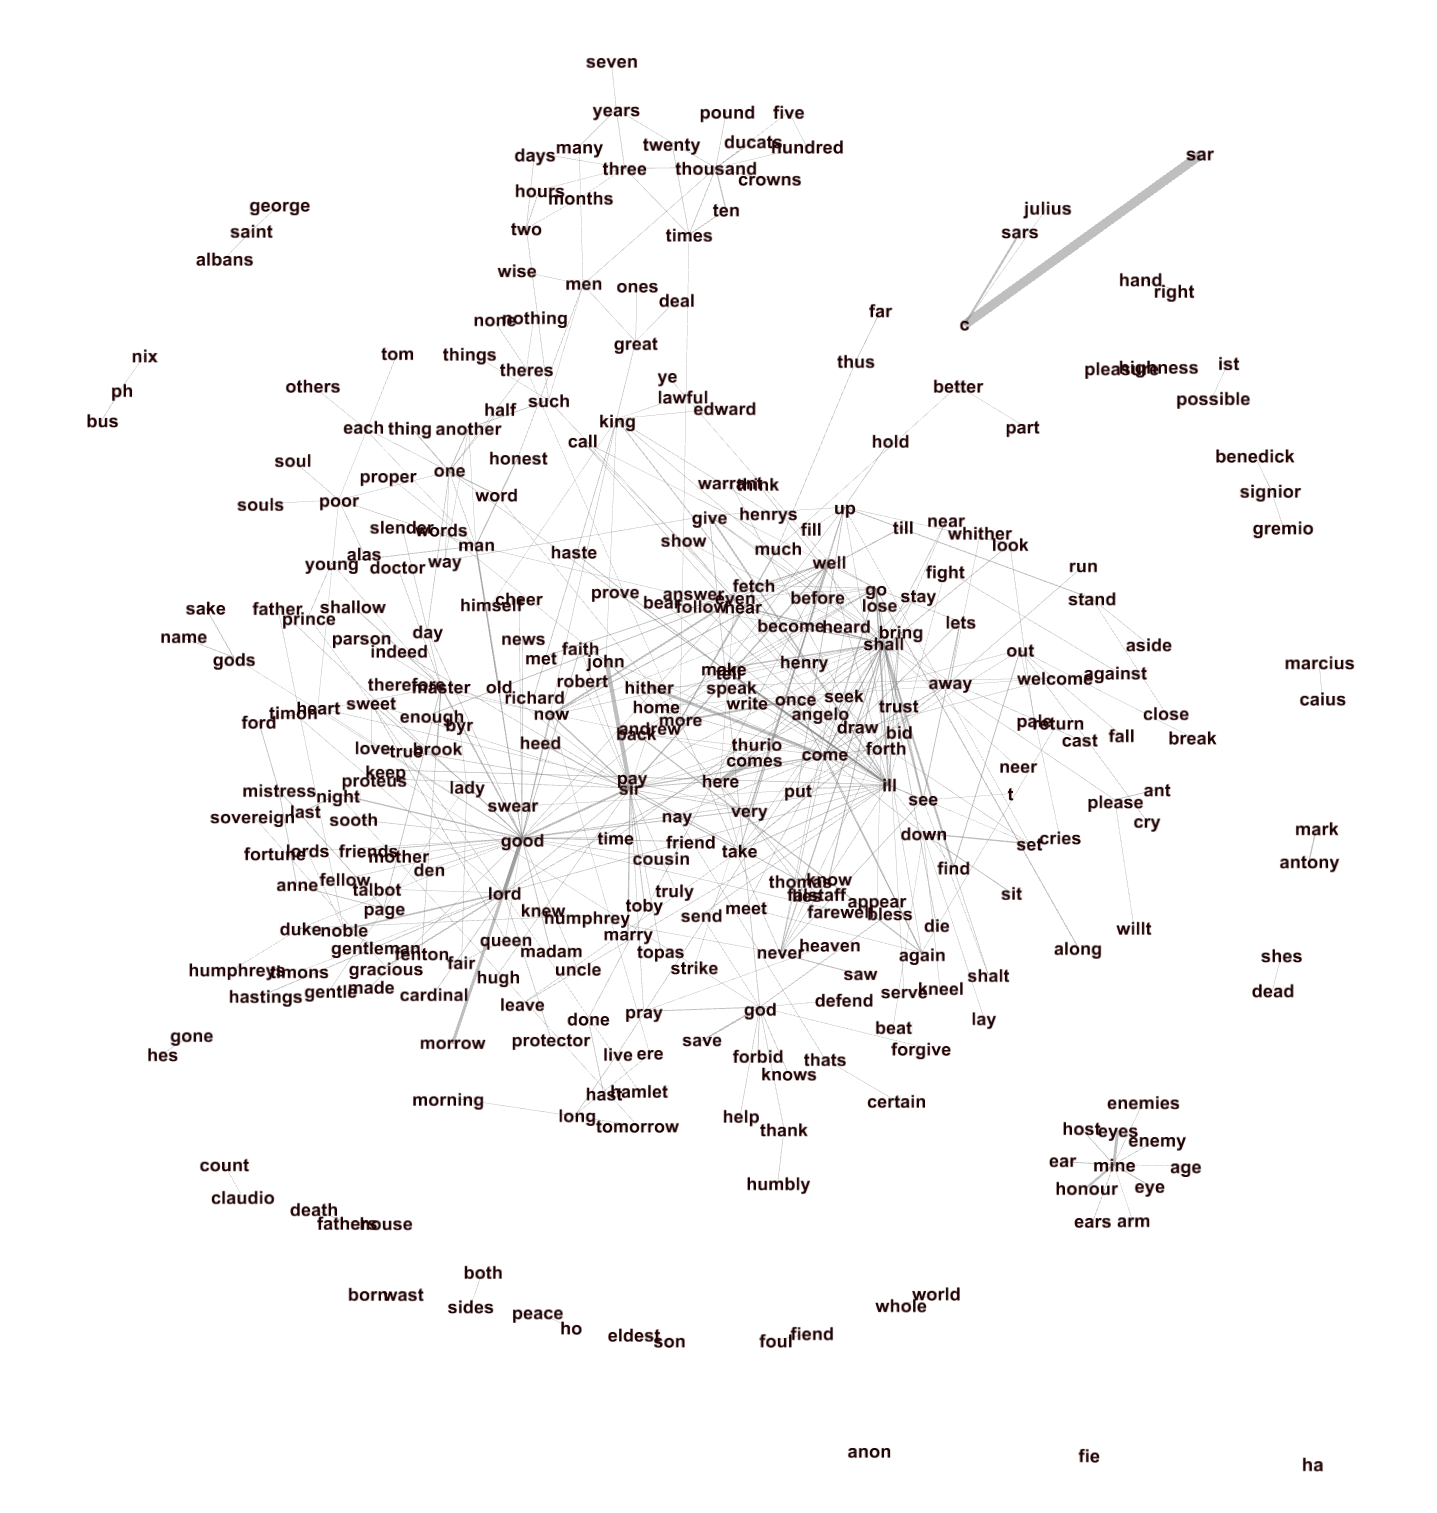 seven
years
pound
five
many
twenty
ducats
hundred
days
sar
three
thousand
crowns
hours
months
george
ten
julius
saint
two
times
sars
albans
wise
hand
men
ones
right
deal
far
none
nothing
c
great
nix
tom
things
thus
theres
ye
pleasure
highness
ist
others
better
ph
lawful
possible
half
such
edward
bus
king
each
thing
another
call
hold
part
soul
honest
one
benedick
proper
warrant
think
signior
souls
poor
word
henrys
up
give
near
gremio
slender
words
fill
till
whither
man
show
look
alas
way
haste
much
well
young
doctor
fight
run
cheer
prove
answer
fetch
go
stay
stand
sake
father
shallow
himself
bear
follow
even
hear
before
lose
prince
name
parson
day
news
become
heard
bring
lets
aside
indeed
faith
shall
gods
met
john
henry
out
marcius
therefore
master
old
robert
hither
make
tell
speak
away
welcome
against
caius
timon
heart
sweet
richard
home
write
once
seek
ford
enough
byr
now
more
angelo
trust
close
andrew
back
draw
bid
pale
return
love
true
brook
heed
thurio
forth
cast
fall
break
keep
comes
come
proteus
lady
pay
sir
here
ill
neer
mistress
night
put
see
t
please
ant
sovereign
last
sooth
swear
nay
very
cry
good
time
friend
down
set
cries
mark
fortune
lords
friends
mother
cousin
take
antony
den
find
anne
fellow
talbot
lord
truly
thomas
know
sit
falstaff
page
knew
toby
meet
farewell
appear
bless
duke
noble
humphrey
send
die
willt
gentleman
fenton
queen
madam
marry
topas
never
heaven
again
along
shes
humphreys
timons
gracious
fair
hugh
uncle
strike
saw
shalt
dead
hastings
gentle
made
cardinal
leave
serve
kneel
pray
god
defend
done
lay
gone
beat
morrow
protector
save
hes
live
ere
forbid
thats
forgive
knows
morning
hast
hamlet
certain
enemies
long
help
tomorrow
thank
host
eyes
enemy
count
ear
mine
age
claudio
humbly
honour
eye
death
fathers
house
ears
arm
both
born
wast
sides
peace
whole
world
ho
eldest
son
foul
fiend
anon
fie
ha